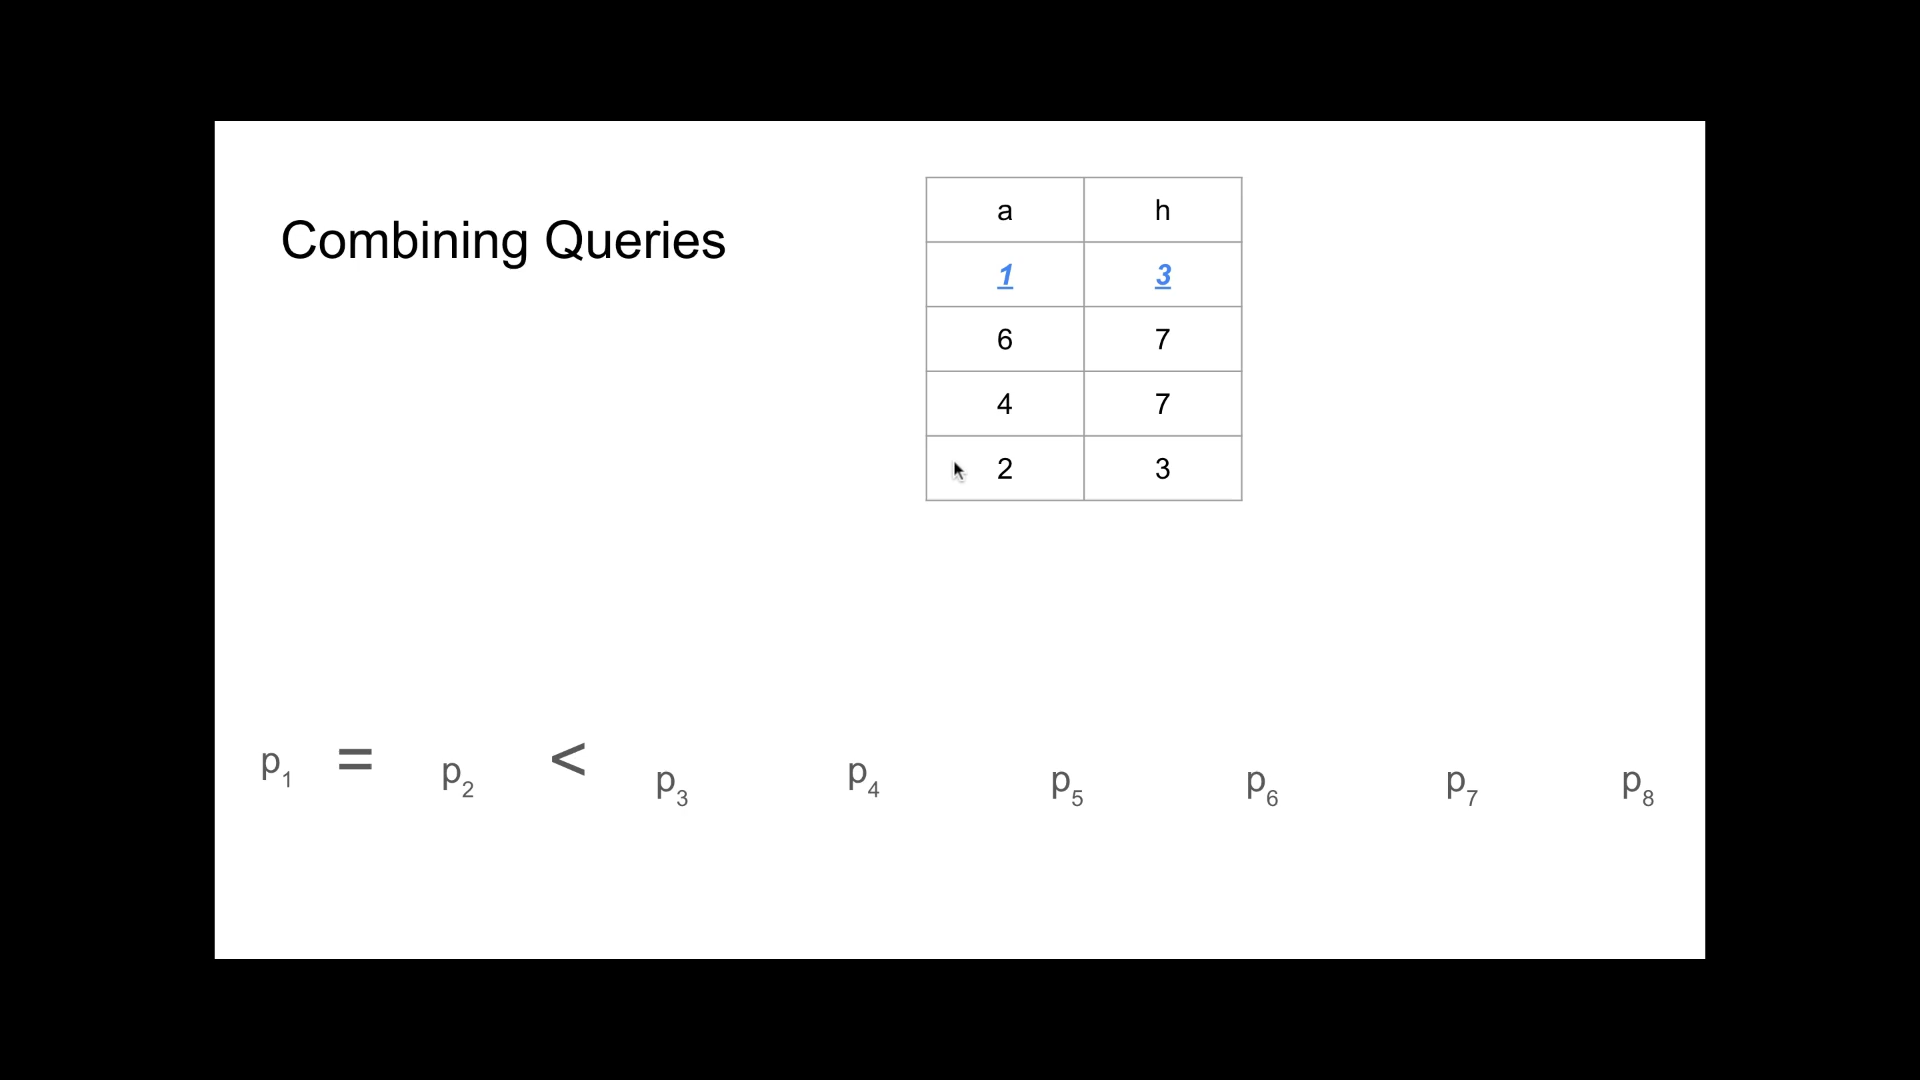 Combining Queries
a h
1 3
6 7
4 7
2 3
p1 = p2 < p3 p4 p5 p6 p7 p8